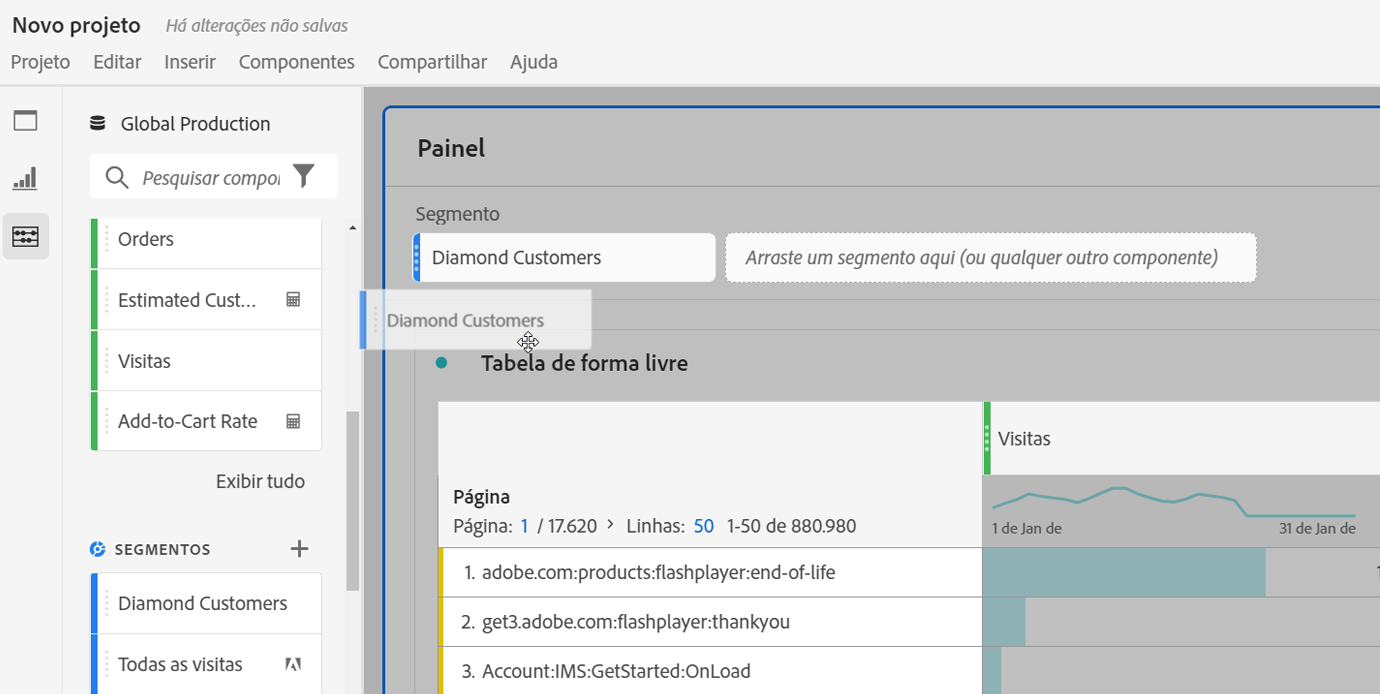 Novo projeto Há alterações não salvas
Projeto Editar Inserir Componentes Compartilhar Ajuda
Global Production
Pesquisar compo
Orders
Estimated Cust...
Visitas
Add-to-Cart Rate
Exibir tudo
SEGMENTOS
Diamond Customers
Todas as visitas
Painel
Segmento
Diamond Customers
Arraste um segmento aqui (ou qualquer outro componente)
Diamond Customers
Tabela de forma livre
Visitas
Página
Página: 1 / 17.620 > Linhas: 50 1-50 de 880.980
1 de Jan de 31 de Jan de
1. adobe.com:products:flashplayer:end-of-life
2. get3.adobe.com:flashplayer:thankyou
3. Account:IMS:GetStarted:OnLoad